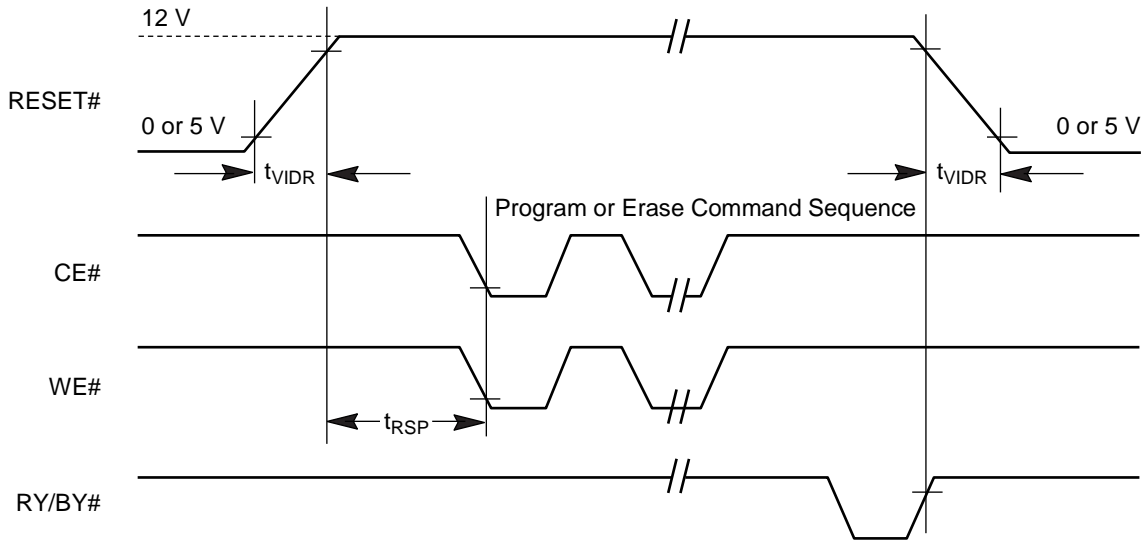 12 V
RESET#
0 or 5 V
0 or 5 V
tVIDR
tVIDR
Program or Erase Command Sequence
CE#
WE#
tRSP
RY/BY#